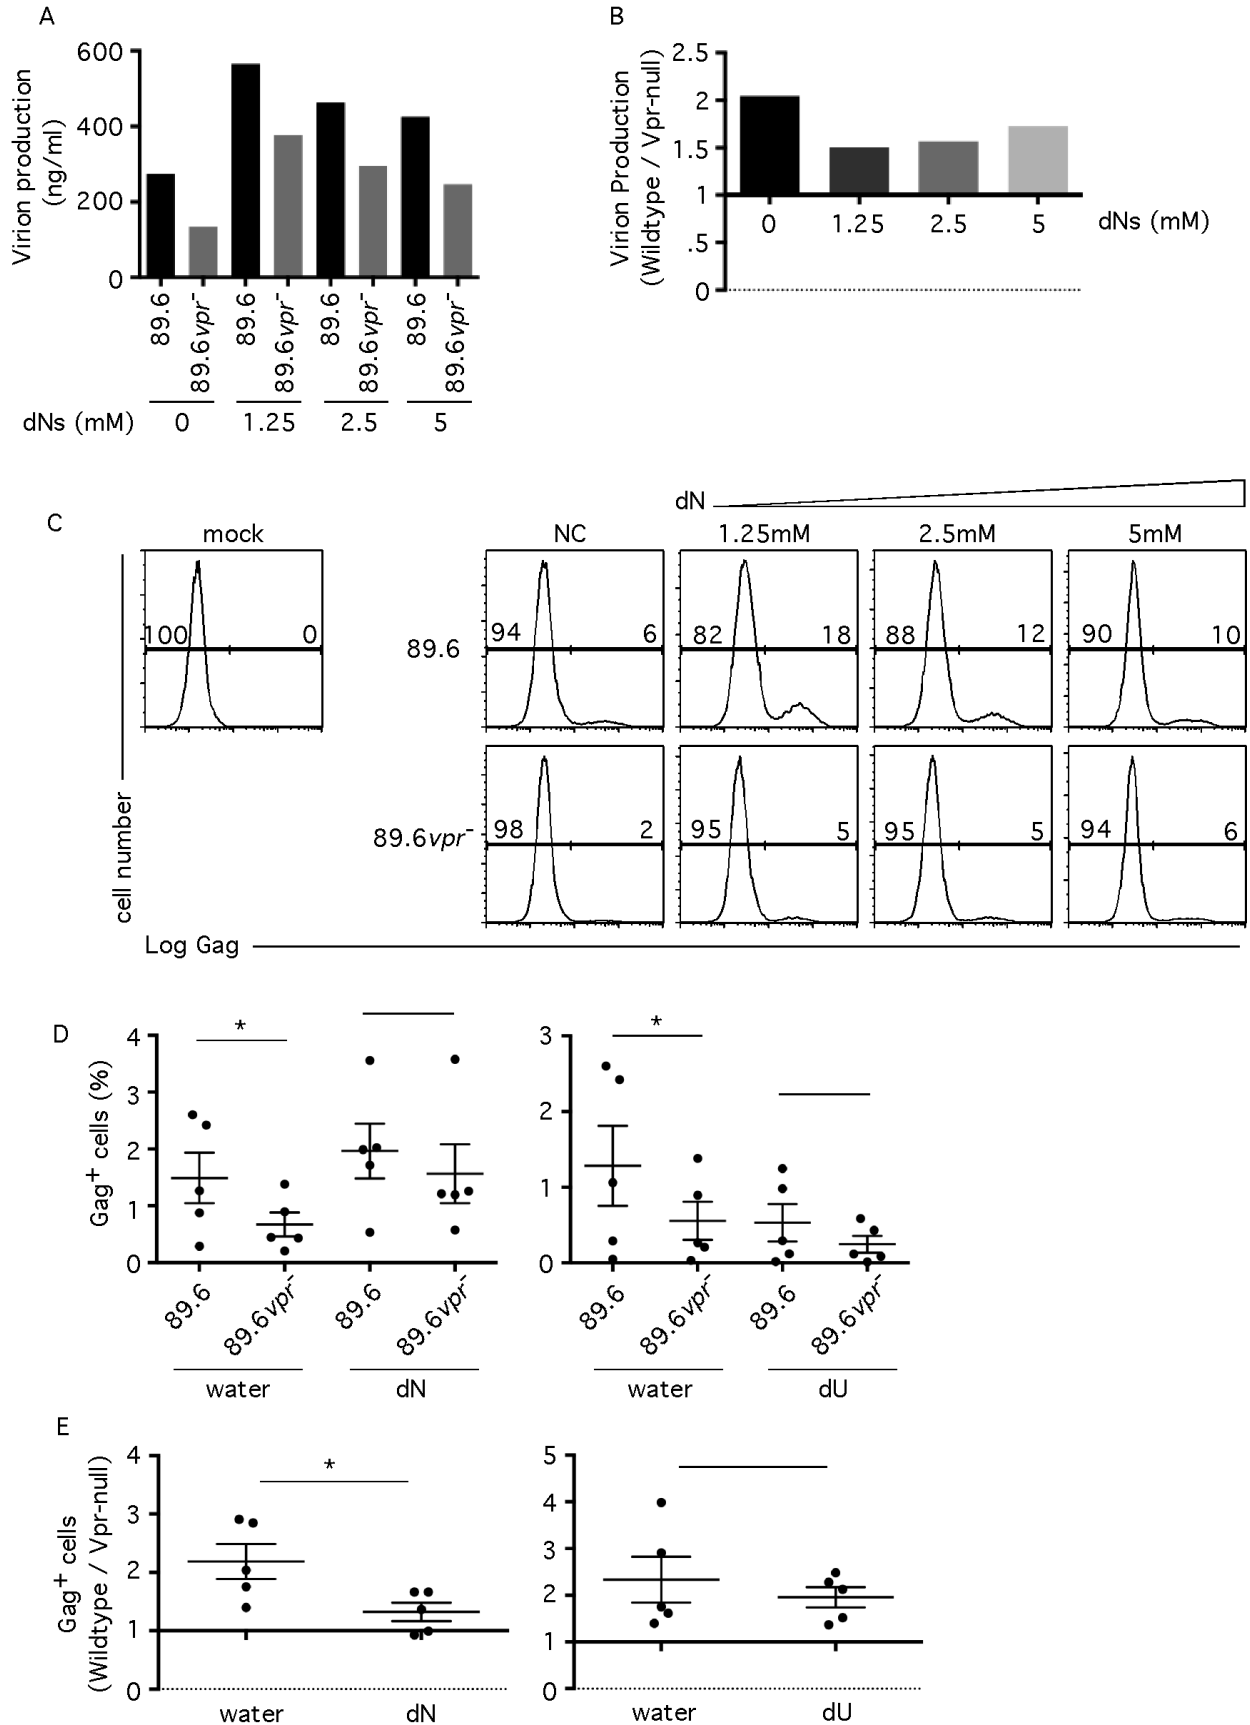 A
Virion production
(ng/ml)
600
400
200
0
89.6
89.6vpr-
89.6
89.6vpr-
89.6
89.6vpr-
89.6
89.6vpr-
dNs (mM)
0
1.25
2.5
5
B
Virion Production
(Wildtype / Vpr-null)
2.5
2
1.5
1
.5
0
0
1.25
2.5
5
dNs (mM)
dN
C
mock
NC
1.25mM
2.5mM
5mM
100
0
89.6
94
6
82
18
88
12
90
10
89.6vpr-
98
2
95
5
95
5
94
6
cell number
Log Gag
D
Gag+ cells (%)
4
3
2
1
0
*
89.6
89.6vpr-
89.6
89.6vpr-
water
dN
3
2
1
0
*
89.6
89.6vpr-
89.6
89.6vpr-
water
dU
E
Gag+ cells
(Wildtype / Vpr-null)
4
3
2
1
0
*
water
dN
5
4
3
2
1
0
water
dU